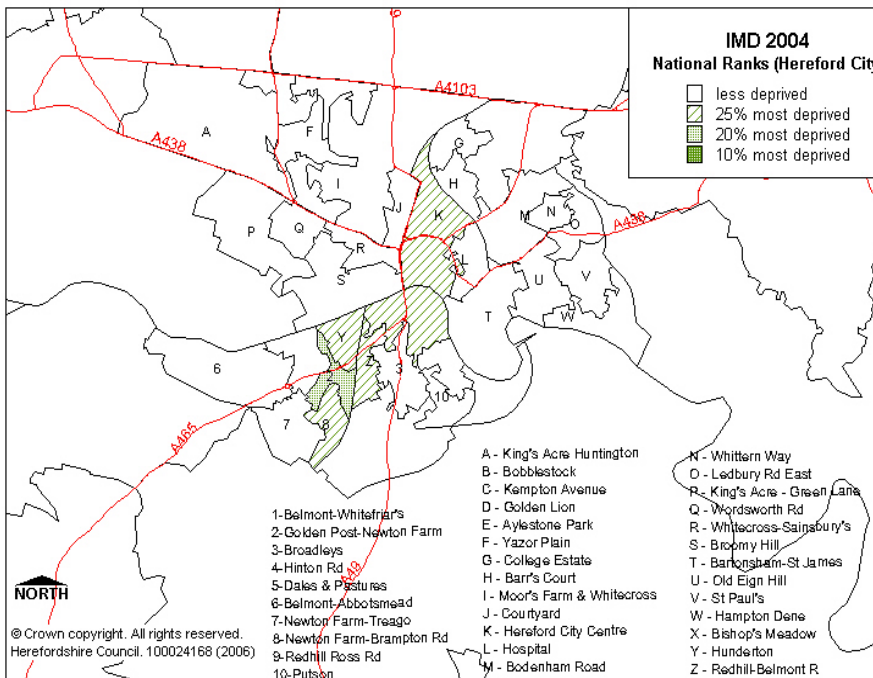 IMD 2004
National Ranks (Hereford City
less deprived
25% most deprived
20% most deprived
10% most deprived
A4103
A438
A438
A465
A49
A
F
G
I
H
J
K
M
N
O
P
Q
R
S
L
U
V
T
W
Y
Z
6
3
10
7
8
NORTH
© Crown copyright. All rights reserved.
Herefordshire Council. 100024168 (2006)
1-Belmont-Whitefriar's
2-Golden Post-Newton Farm
3-Broadleys
4-Hinton Rd
5-Dales & Pastures
6-Belmont-Abbotsmead
7-Newton Farm-Treago
8-Newton Farm-Brampton Rd
9-Redhill Ross Rd
10-Putson
A - King's Acre Huntington
B - Bobblestock
C - Kempton Avenue
D - Golden Lion
E - Aylestone Park
F - Yazor Plain
G - College Estate
H - Barr's Court
I - Moor's Farm & Whitecross
J - Courtyard
K - Hereford City Centre
L - Hospital
M - Bodenham Road
N - Whittern Way
O - Ledbury Rd East
P - King's Acre - Green Lane
Q - Wordsworth Rd
R - Whitecross-Sainsbury's
S - Broomy Hill
T - Bartonsham-St James
U - Old Eign Hill
V - St Paul's
W - Hampton Dene
X - Bishop's Meadow
Y - Hunderton
Z - Redhill-Belmont R